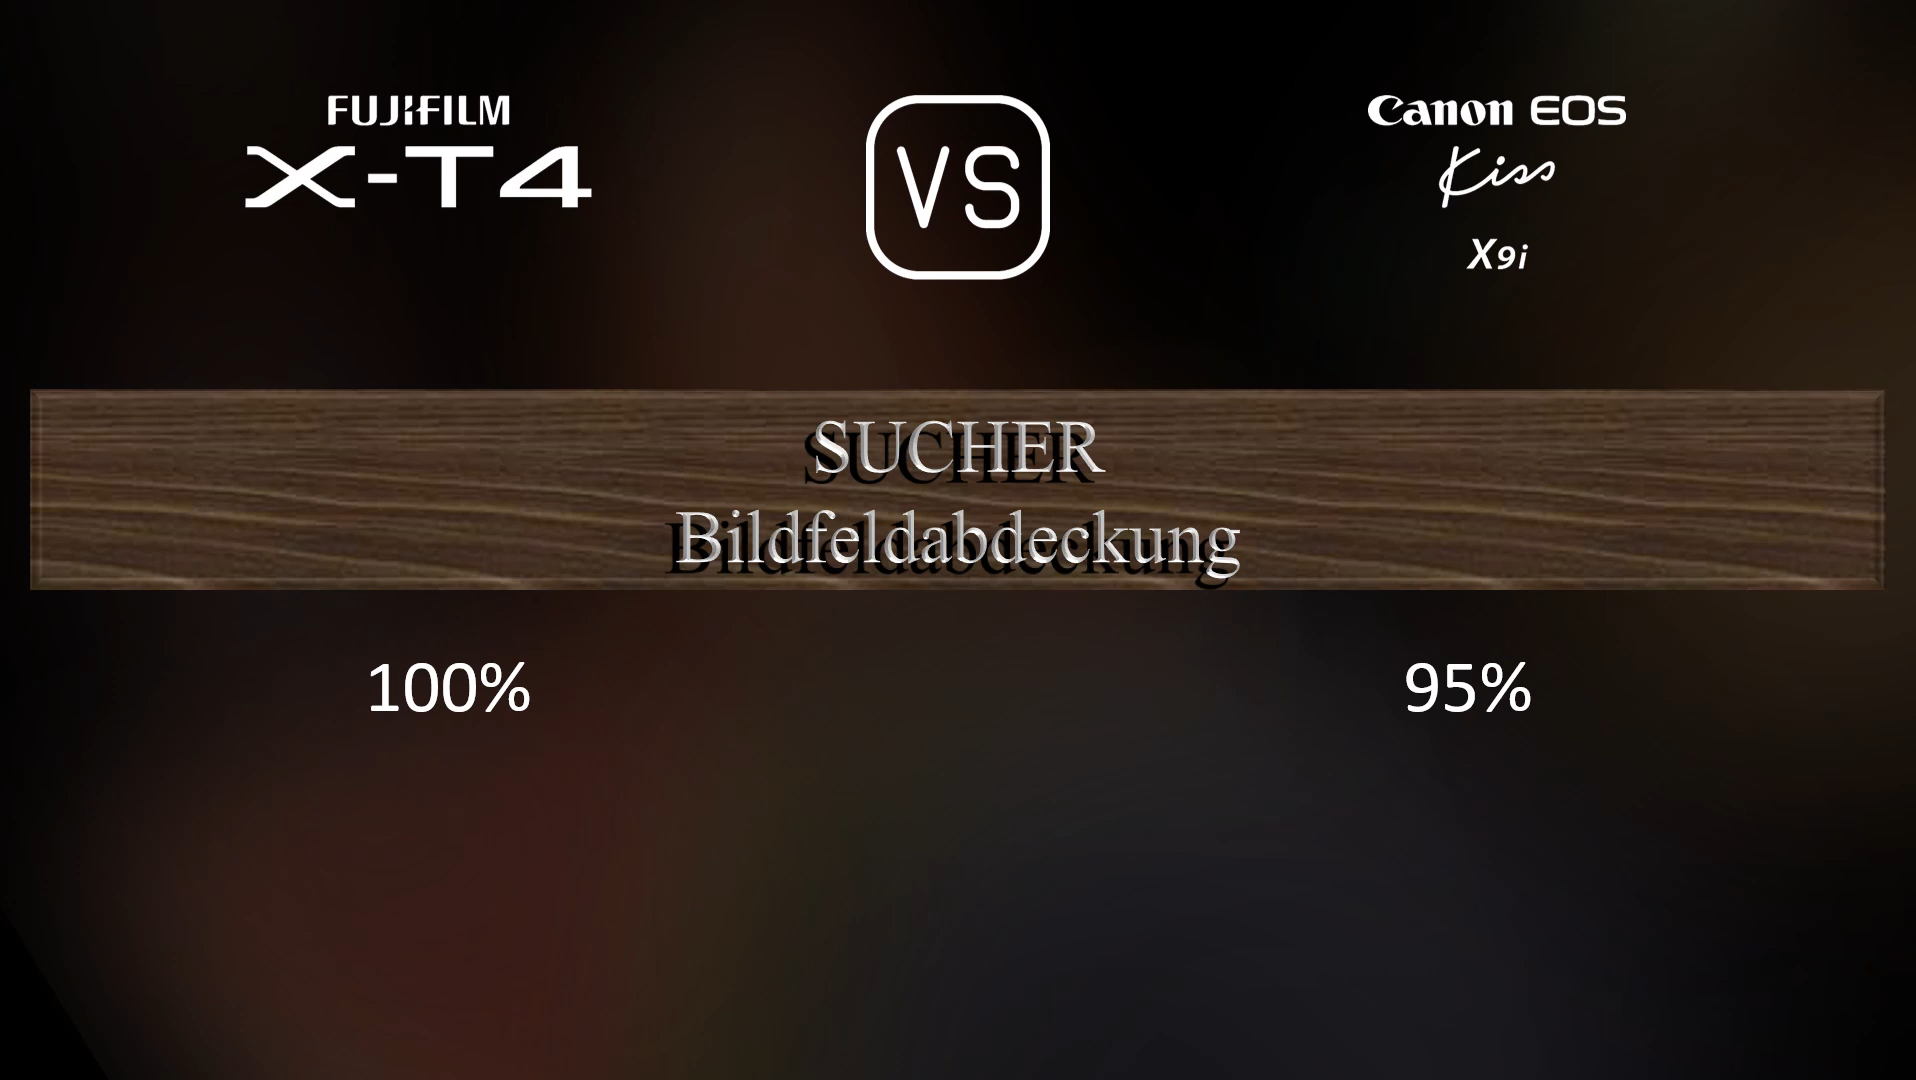 FUJIFILM
X-T4
VS
Canon EOS
Kiss
X9i
SUCHER
Bildfeldabdeckung
100%
95%